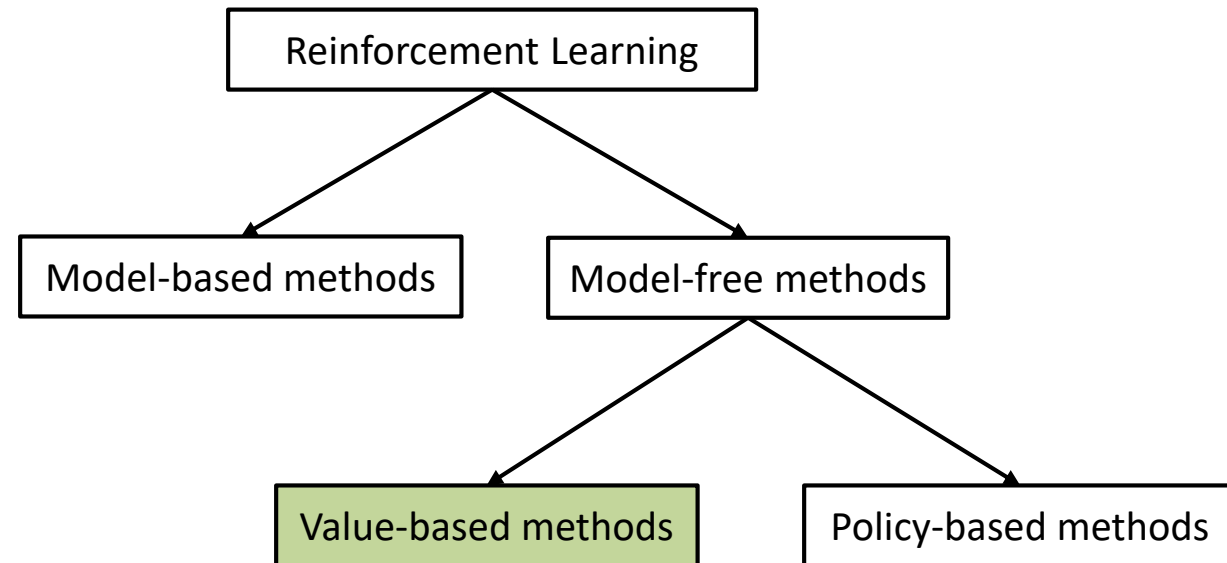 Reinforcement Learning
Model-based methods
Model-free methods
Value-based methods
Policy-based methods